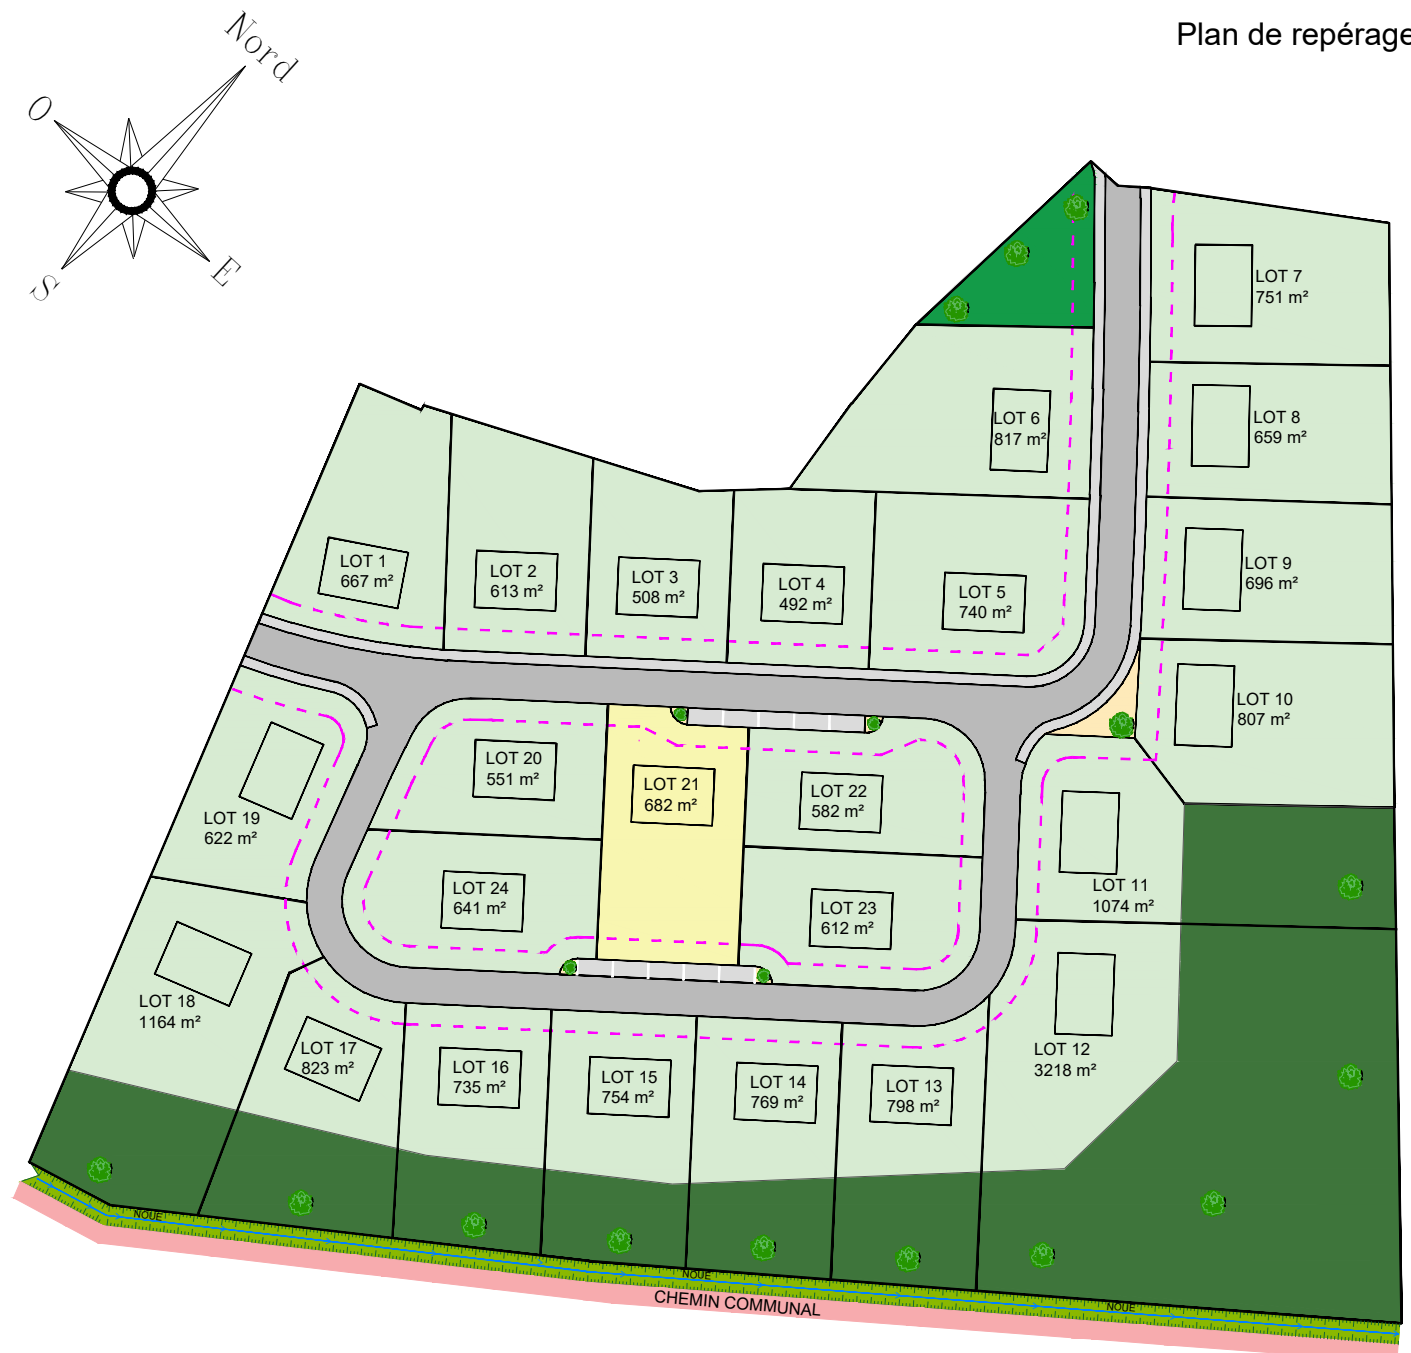 Plan de repérage
Nord
O
E
S
LOT 7
751 m²
LOT 8
659 m²
LOT 6
817 m²
LOT 1
667 m²
LOT 2
613 m²
LOT 3
508 m²
LOT 4
492 m²
LOT 5
740 m²
LOT 9
696 m²
LOT 10
807 m²
LOT 20
551 m²
LOT 21
682 m²
LOT 22
582 m²
LOT 19
622 m²
LOT 24
641 m²
LOT 23
612 m²
LOT 11
1074 m²
LOT 18
1164 m²
LOT 17
823 m²
LOT 16
735 m²
LOT 15
754 m²
LOT 14
769 m²
LOT 13
798 m²
LOT 12
3218 m²
NOUE
NOUE
NOUE
CHEMIN COMMUNAL